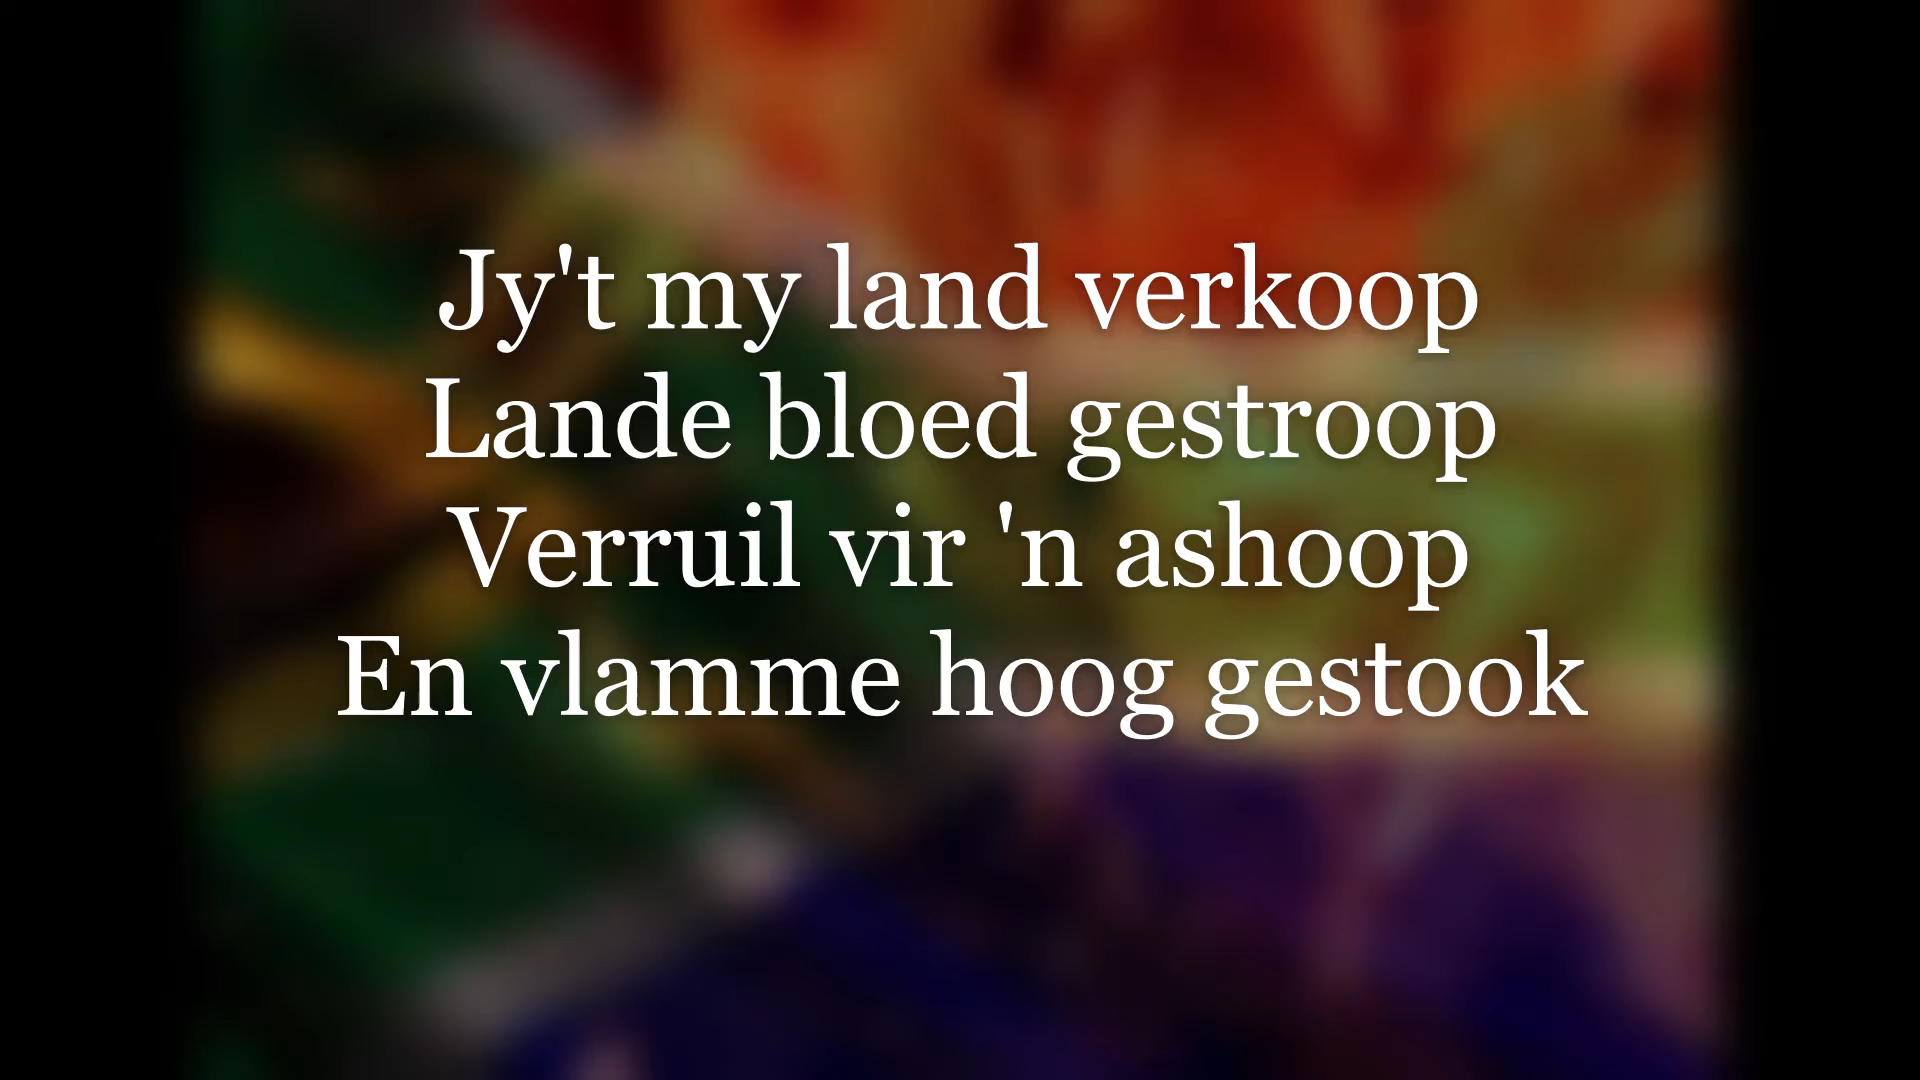 Jy't my land verkoop
Lande bloed gestroop
Verruil vir 'n ashoop
En vlamme hoog gestook